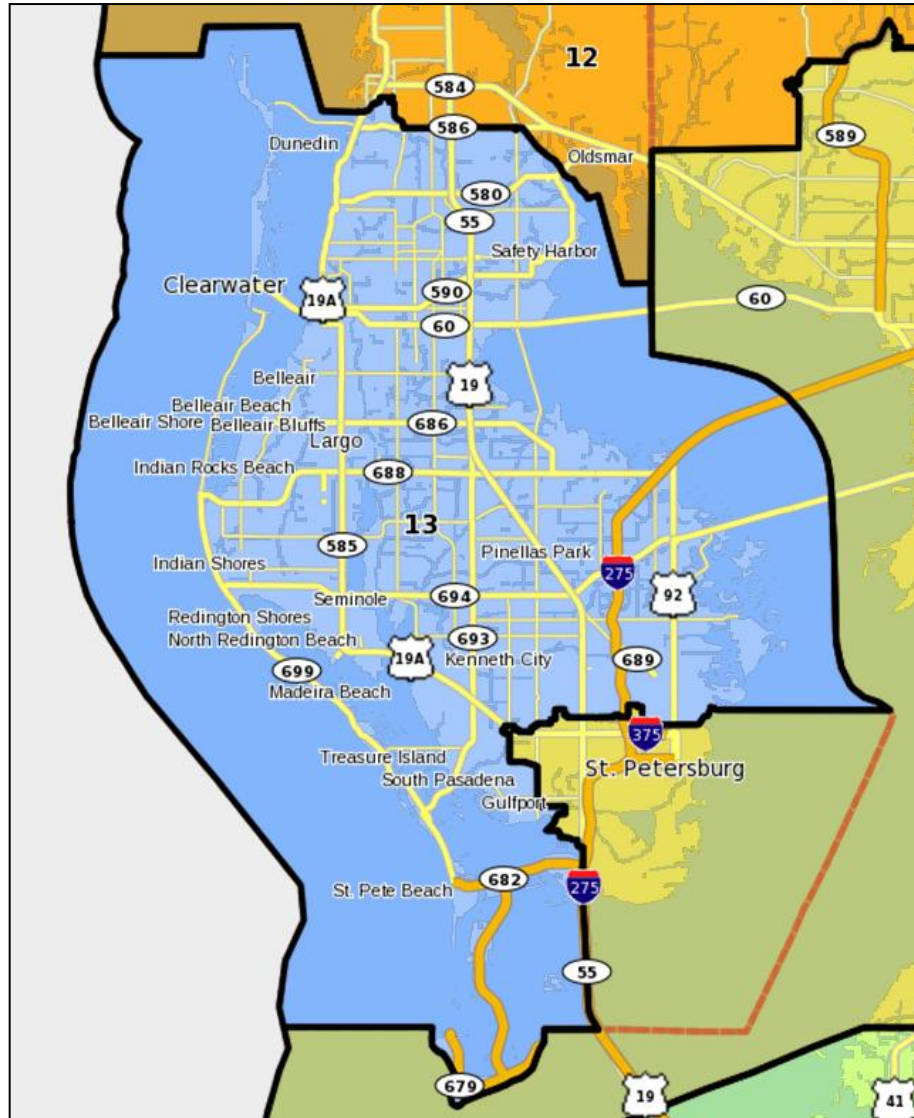 12
584
586
589
Dunedin
Oldsmar
580
55
Safety Harbor
Clearwater
19A
590
60
60
Belleair
19
Belleair Beach
Belleair Shore
Belleair Bluffs
686
Largo
Indian Rocks Beach
688
13
585
Pinellas Park
Indian Shores
275
Seminole
694
92
Redington Shores
North Redington Beach
693
19A
Kenneth City
689
699
Madeira Beach
375
Treasure Island
St. Petersburg
South Pasadena
Gulfport
St. Pete Beach
682
275
55
679
19
41